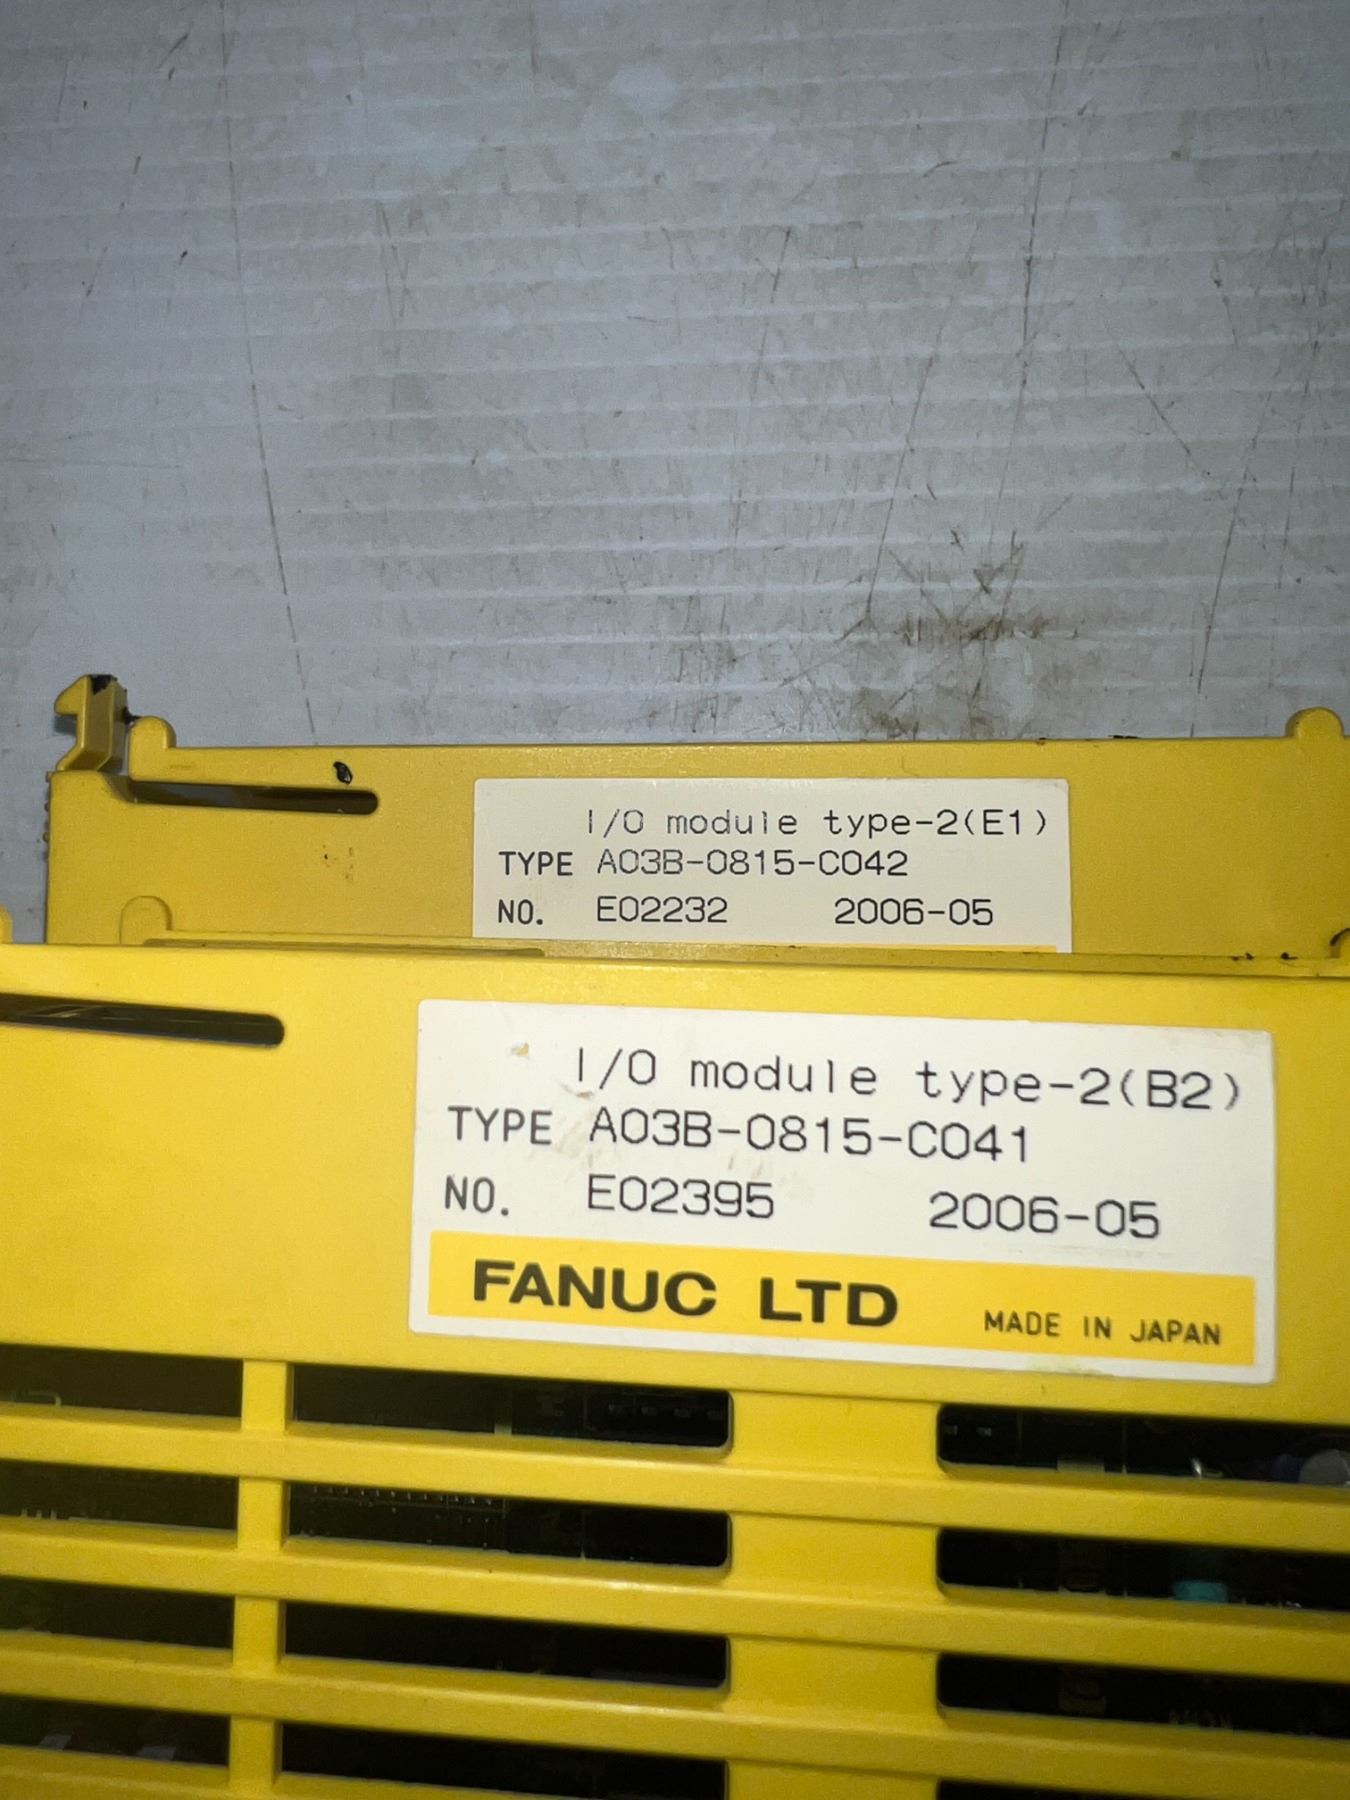 I/O module type-2(E1)
TYPE A03B-0815-C042
NO. E02232 2006-05
I/O module type-2(B2)
TYPE A03B-0815-C041
NO. E02395 2006-05
FANUC LTD MADE IN JAPAN